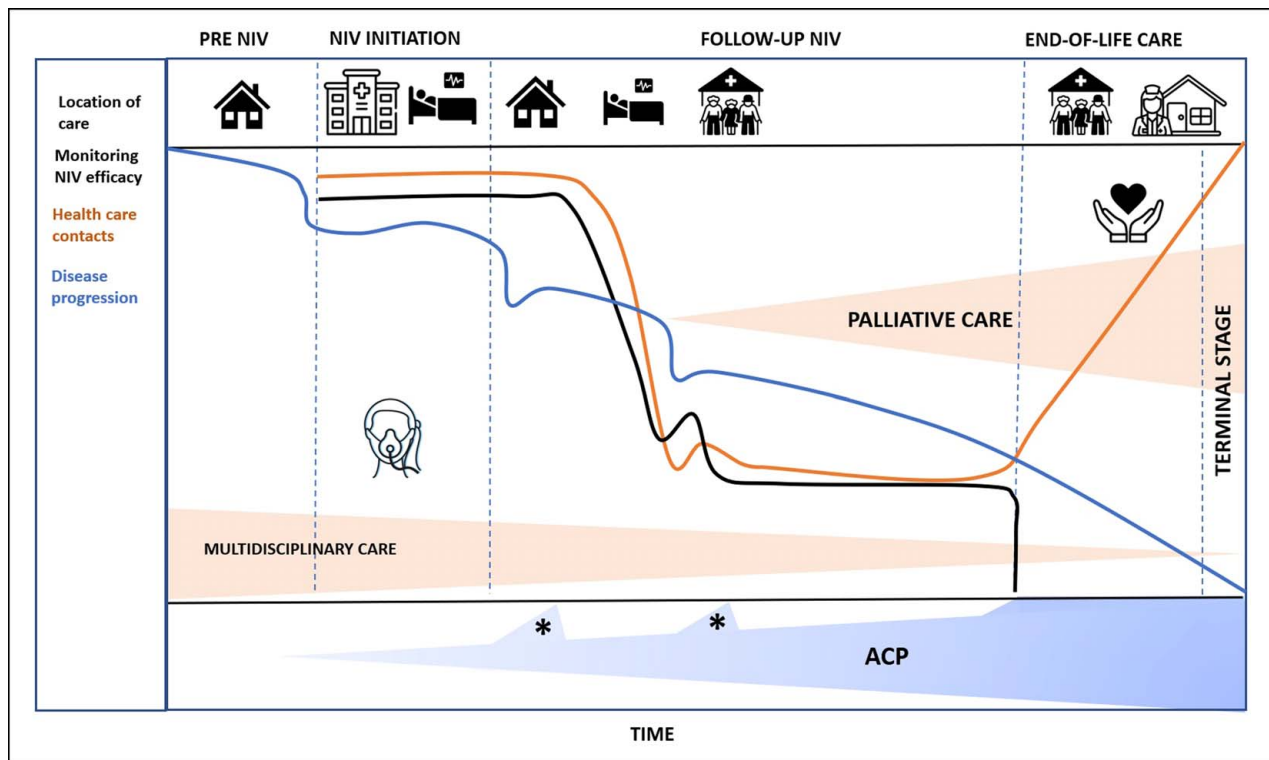 PRE NIV
NIV INITIATION
FOLLOW-UP NIV
END-OF-LIFE CARE
Location of
care
Monitoring
NIV efficacy
Health care
contacts
Disease
progression
PALLIATIVE CARE
TERMINAL STAGE
MULTIDISCIPLINARY CARE
*
*
ACP
TIME